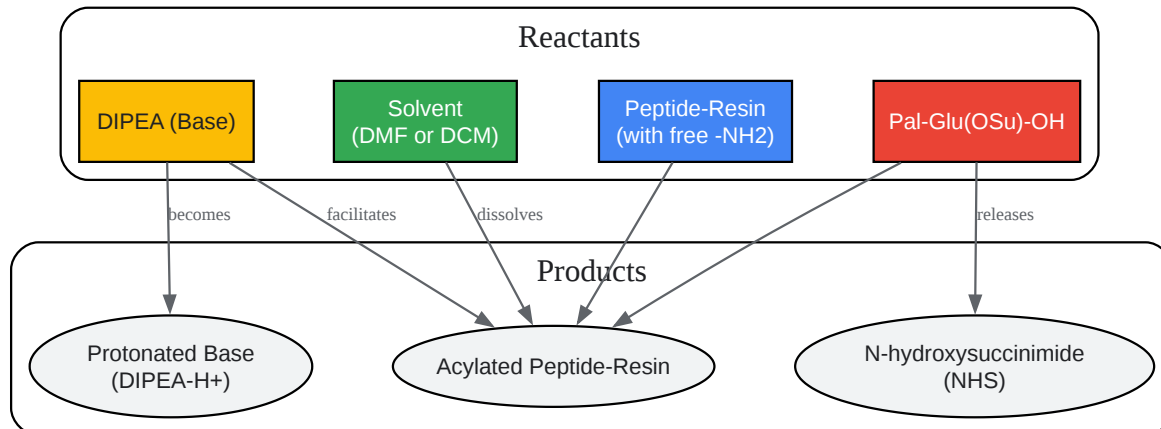 Reactants
DIPEA (Base)
Solvent
(DMF or DCM)
Peptide-Resin
(with free -NH2)
Pal-Glu(OSu)-OH
becomes
facilitates
dissolves
releases
Products
Protonated Base
(DIPEA-H+)
Acylated Peptide-Resin
N-hydroxysuccinimide
(NHS)